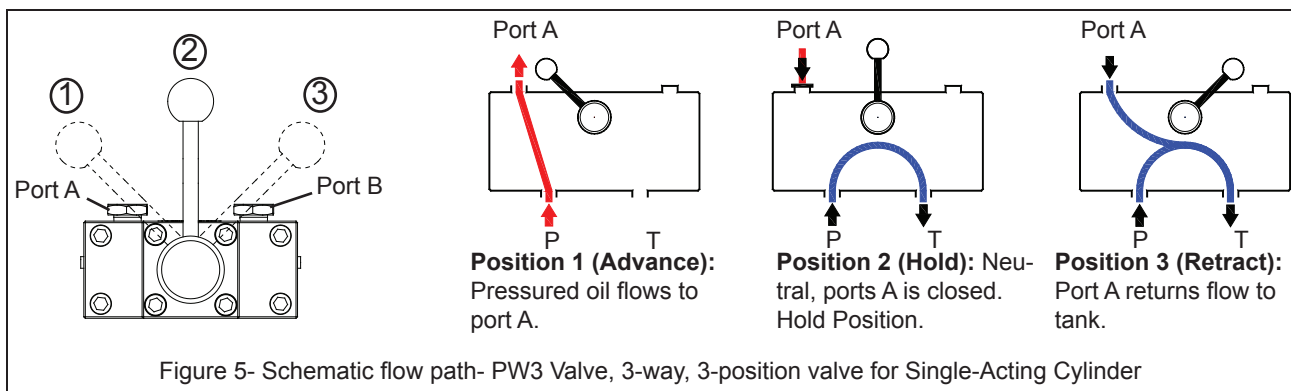 ①
②
③
Port A
Port B
Port A
P
T
Position 1 (Advance):
Pressured oil flows to
port A.
Port A
P
T
Position 2 (Hold): Neu-
tral, ports A is closed.
Hold Position.
Port A
P
T
Position 3 (Retract):
Port A returns flow to
tank.
Figure 5- Schematic flow path- PW3 Valve, 3-way, 3-position valve for Single-Acting Cylinder